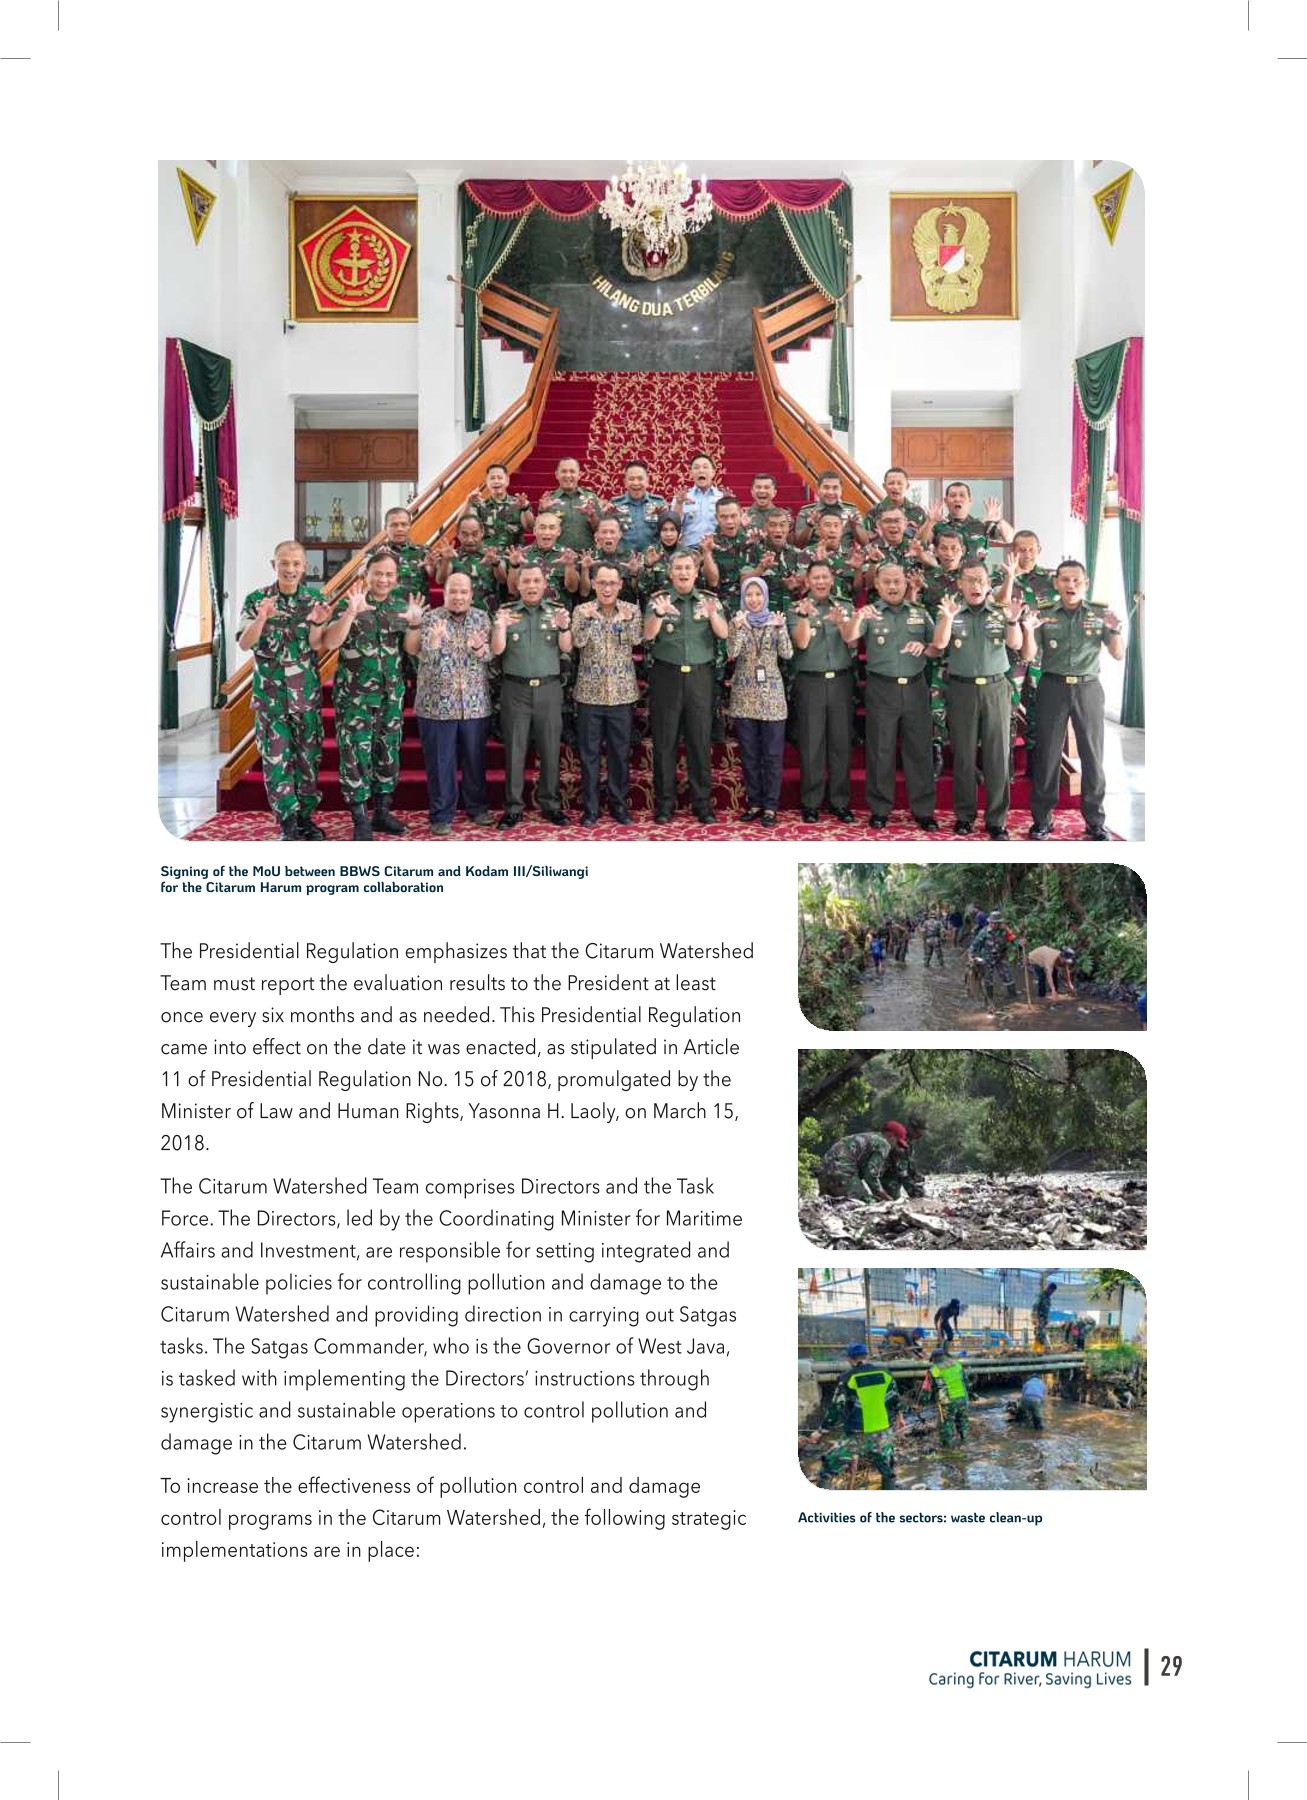 HILANG DUA TERBILANG
Signing of the MoU between BBWS Citarum and Kodam III/Siliwangi
for the Citarum Harum program collaboration
The Presidential Regulation emphasizes that the Citarum Watershed
Team must report the evaluation results to the President at least
once every six months and as needed. This Presidential Regulation
came into effect on the date it was enacted, as stipulated in Article
11 of Presidential Regulation No. 15 of 2018, promulgated by the
Minister of Law and Human Rights, Yasonna H. Laoly, on March 15,
2018.
The Citarum Watershed Team comprises Directors and the Task
Force. The Directors, led by the Coordinating Minister for Maritime
Affairs and Investment, are responsible for setting integrated and
sustainable policies for controlling pollution and damage to the
Citarum Watershed and providing direction in carrying out Satgas
tasks. The Satgas Commander, who is the Governor of West Java,
is tasked with implementing the Directors’ instructions through
synergistic and sustainable operations to control pollution and
damage in the Citarum Watershed.
To increase the effectiveness of pollution control and damage
control programs in the Citarum Watershed, the following strategic
implementations are in place:
Activities of the sectors: waste clean-up
CITARUM HARUM
Caring for River, Saving Lives
29